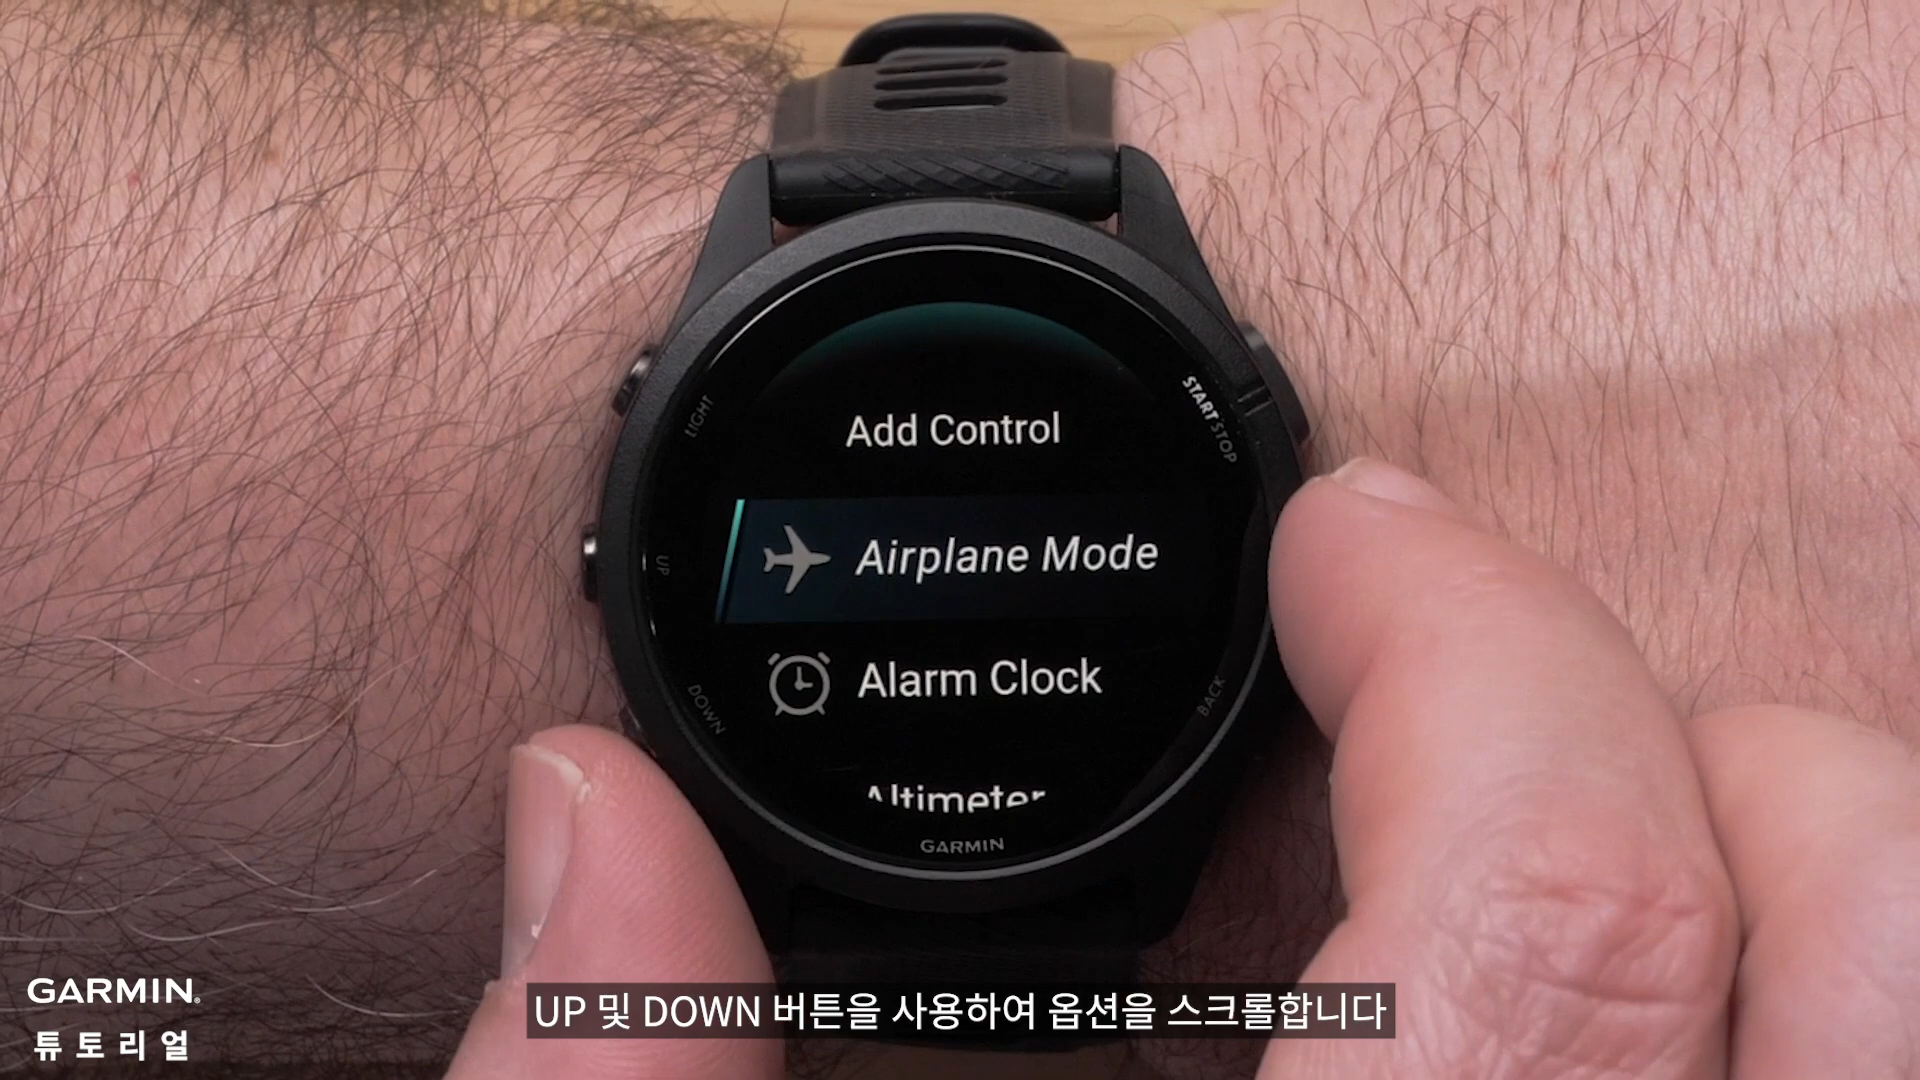 LIGHT
START STOP
Add Control
UP
Airplane Mode
Alarm Clock
DOWN
BACK
Altimeter
GARMIN
GARMIN
튜토리얼
UP 및 DOWN 버튼을 사용하여 옵션을 스크롤합니다